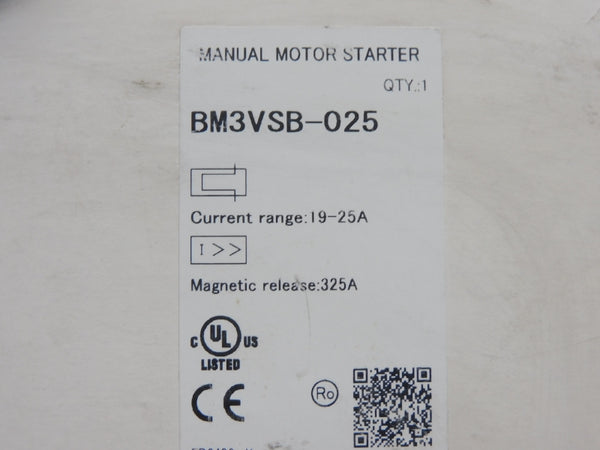 MANUAL MOTOR STARTER
QTY.:1
BM3VSB-025
Current range:19-25A
I>>
Magnetic release:325A
C UL US
LISTED
CE
Ro